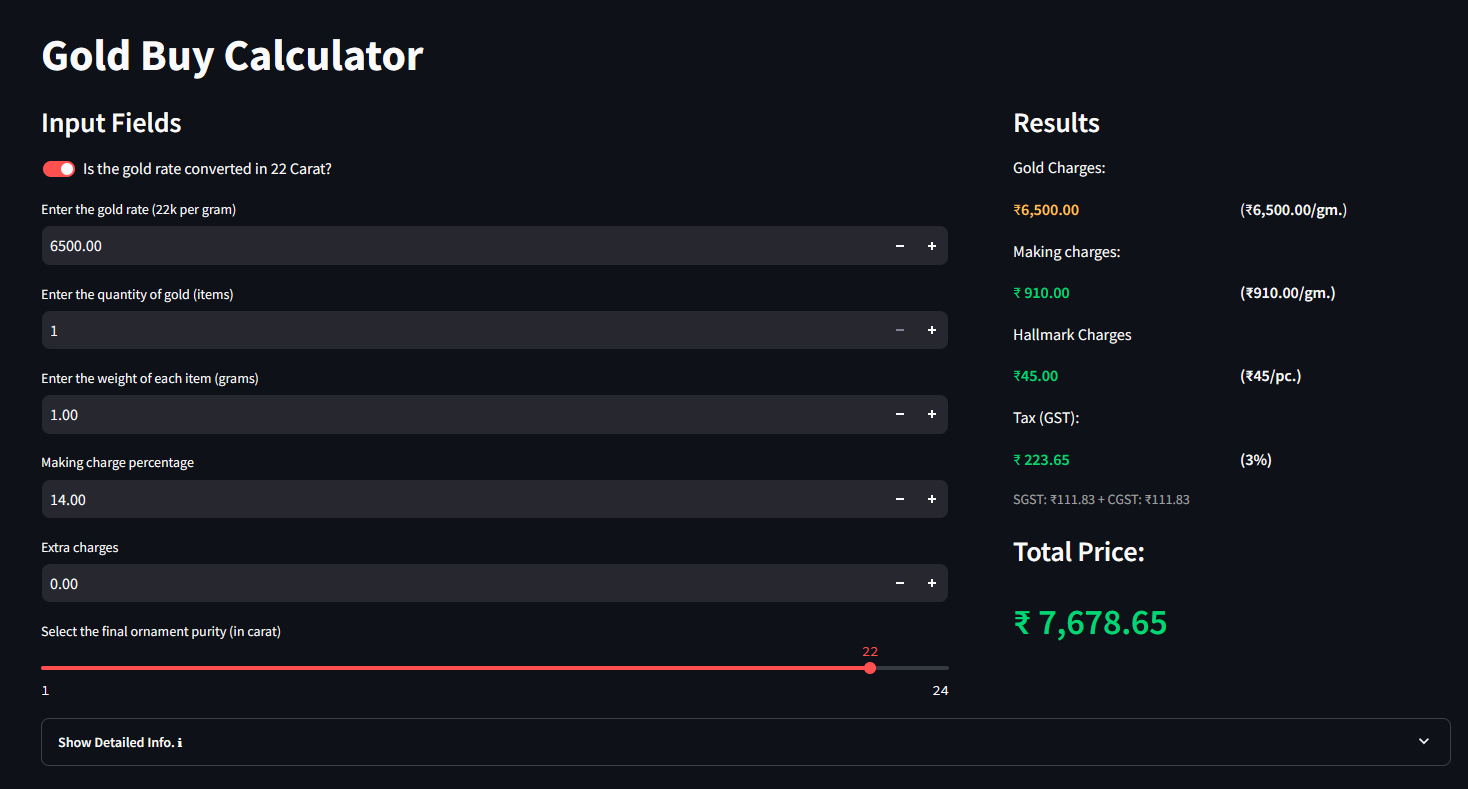 Gold Buy Calculator
Input Fields
Is the gold rate converted in 22 Carat?
Enter the gold rate (22k per gram)
6500.00
Enter the quantity of gold (items)
1
Enter the weight of each item (grams)
1.00
Making charge percentage
14.00
Extra charges
0.00
Select the final ornament purity (in carat)
22
1 24
Results
Gold Charges:
₹6,500.00 (₹6,500.00/gm.)
Making charges:
₹ 910.00 (₹910.00/gm.)
Hallmark Charges
₹45.00 (₹45/pc.)
Tax (GST):
₹ 223.65 (3%)
SGST: ₹111.83 + CGST: ₹111.83
Total Price:
₹ 7,678.65
Show Detailed Info. ℹ